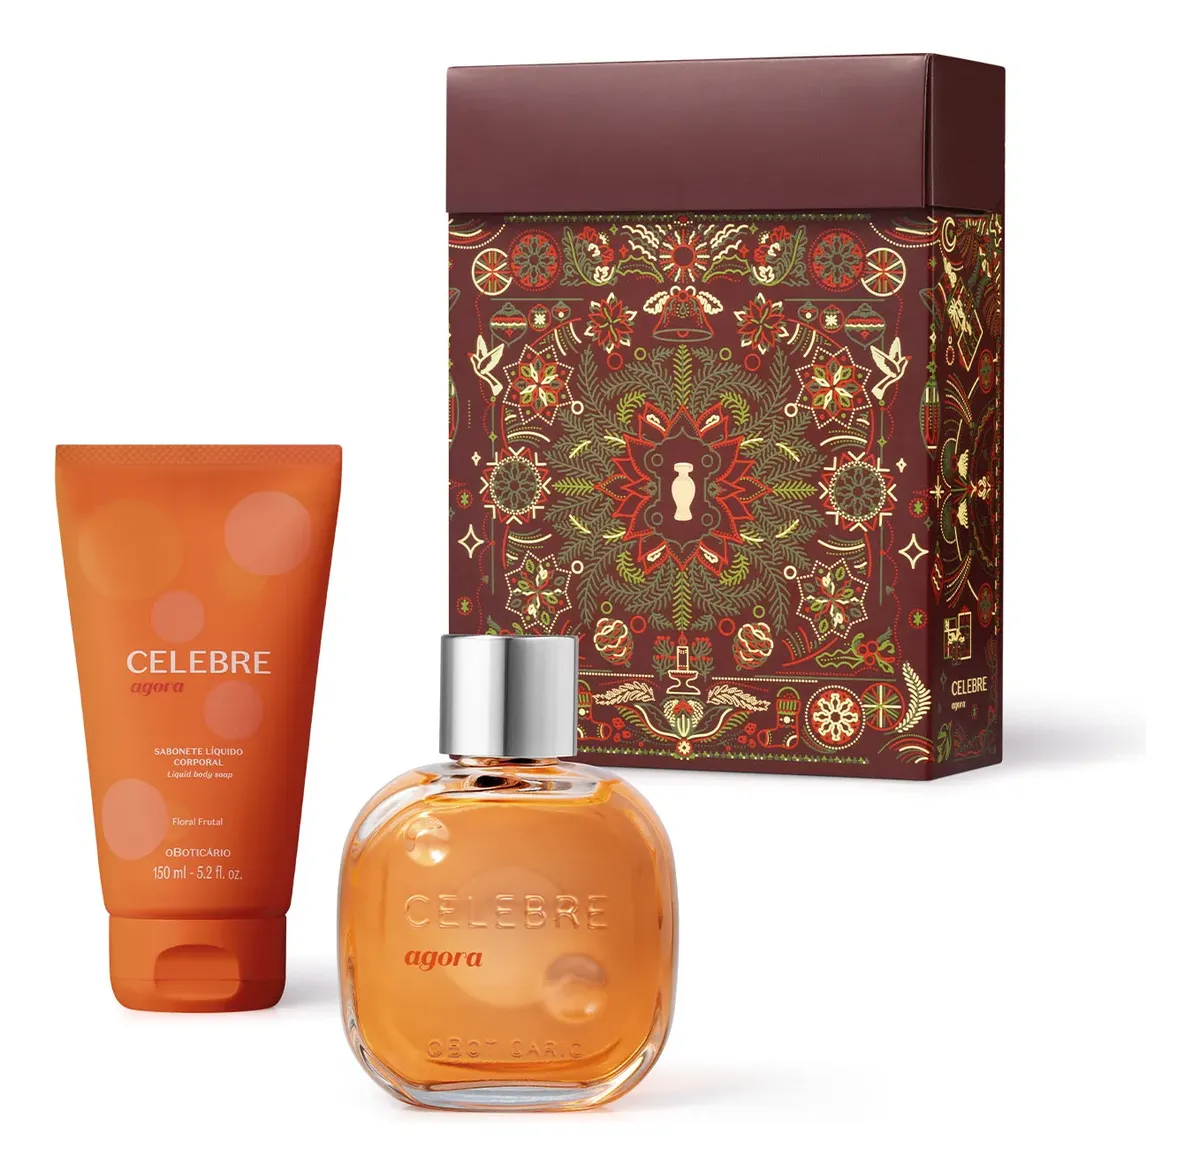 CELEBRE
agora
SABONETE LÍQUIDO
CORPORAL
Liquid body soap
Floral Frutal
OBOTICÁRIO
150 ml - 5.2 fl. oz.
CELEBRE
agora
OBOTICÁRIO
CELEBRE
agora